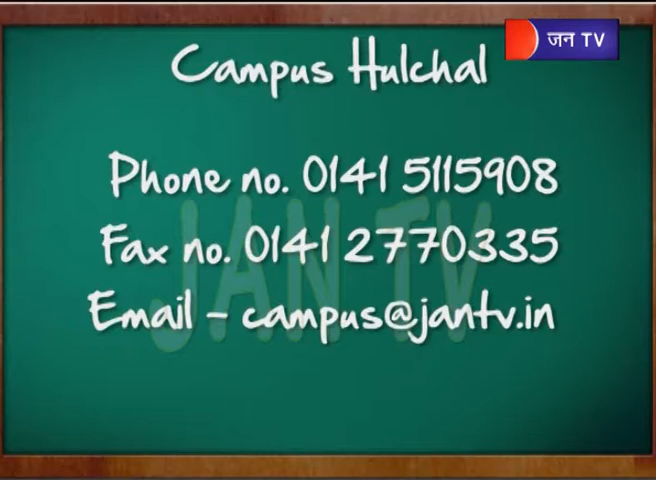 जन TV
Campus Hulchal
Phone no. 0141 5115908
Fax no. 0141 2770335
Email - campus@jantv.in
JAN TV